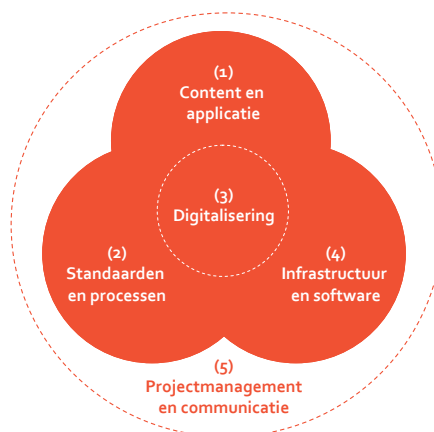 (1)
Content en
applicatie
(3)
Digitalisering
(2)
Standaarden
en processen
(4)
Infrastructuur
en software
(5)
Projectmanagement
en communicatie